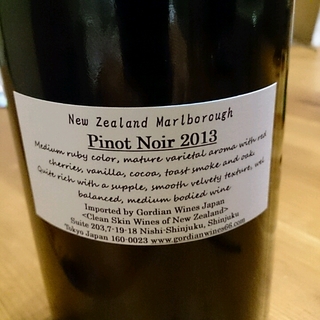 New Zealand Marlborough
Pinot Noir 2013
Medium ruby color, mature varietal aroma with red
cherries, vanilla, cocoa, toast smoke and oak.
Quite rich with a supple, smooth velvety texture, wel
balanced, medium bodied wine
Imported by Gordian Wines Japan
<Clean Skin Wines of New Zealand>
Suite 203,7-19-18 Nishi-Shinjuku, Shinjuku
Tokyo Japan 160-0023 www.gordianwines66.com